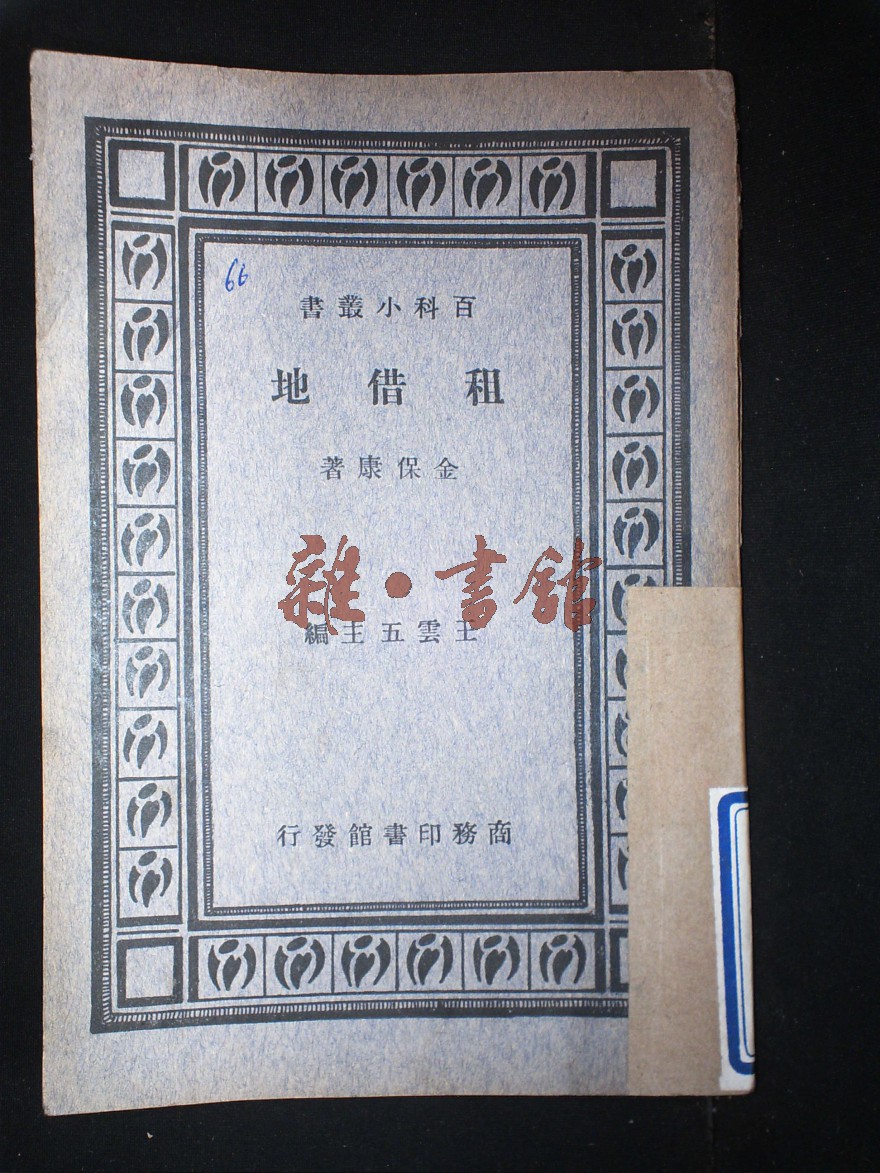 66
百科小叢書
租借地
金保康著
雜•書館
王雲五主編
商務印書館發行